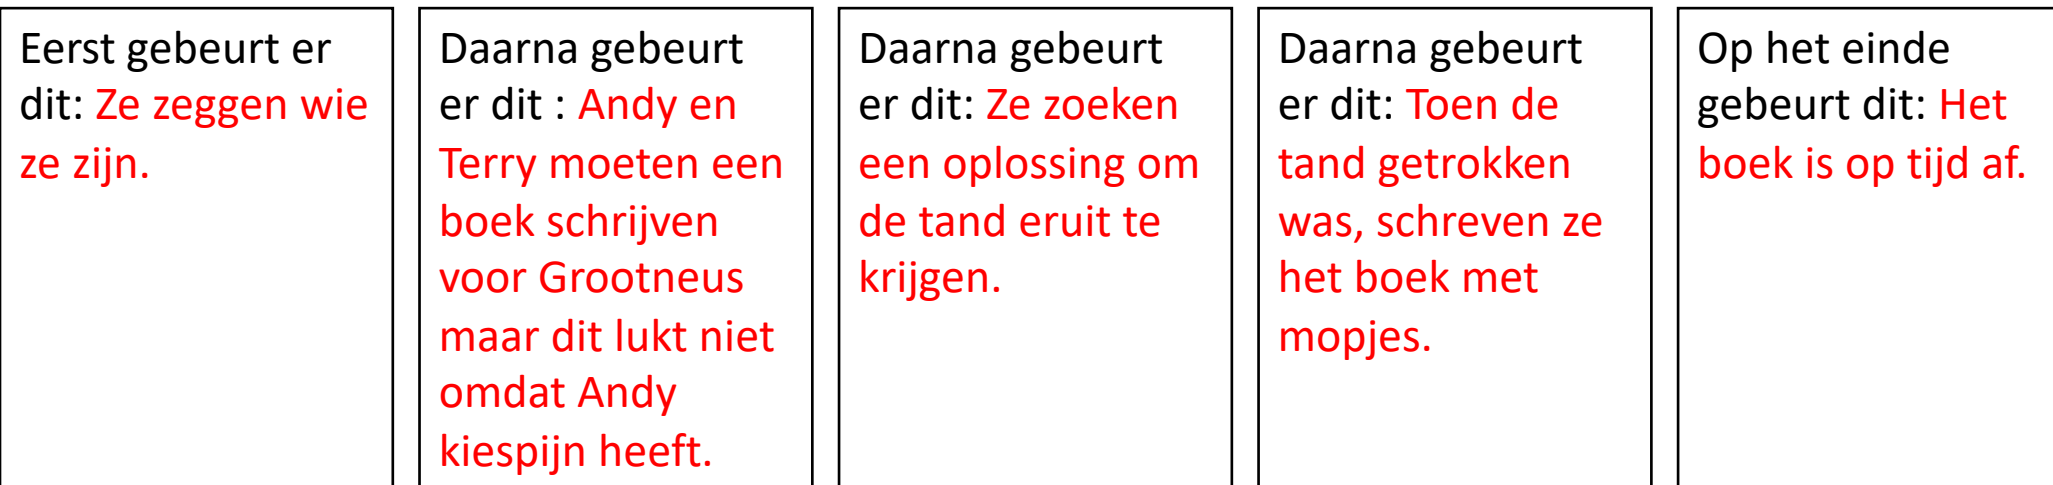 Eerst gebeurt er
dit: Ze zeggen wie
ze zijn.
Daarna gebeurt
er dit : Andy en
Terry moeten een
boek schrijven
voor Grootneus
maar dit lukt niet
omdat Andy
kiespijn heeft.
Daarna gebeurt
er dit: Ze zoeken
een oplossing om
de tand eruit te
krijgen.
Daarna gebeurt
er dit: Toen de
tand getrokken
was, schreven ze
het boek met
mopjes.
Op het einde
gebeurt dit: Het
boek is op tijd af.